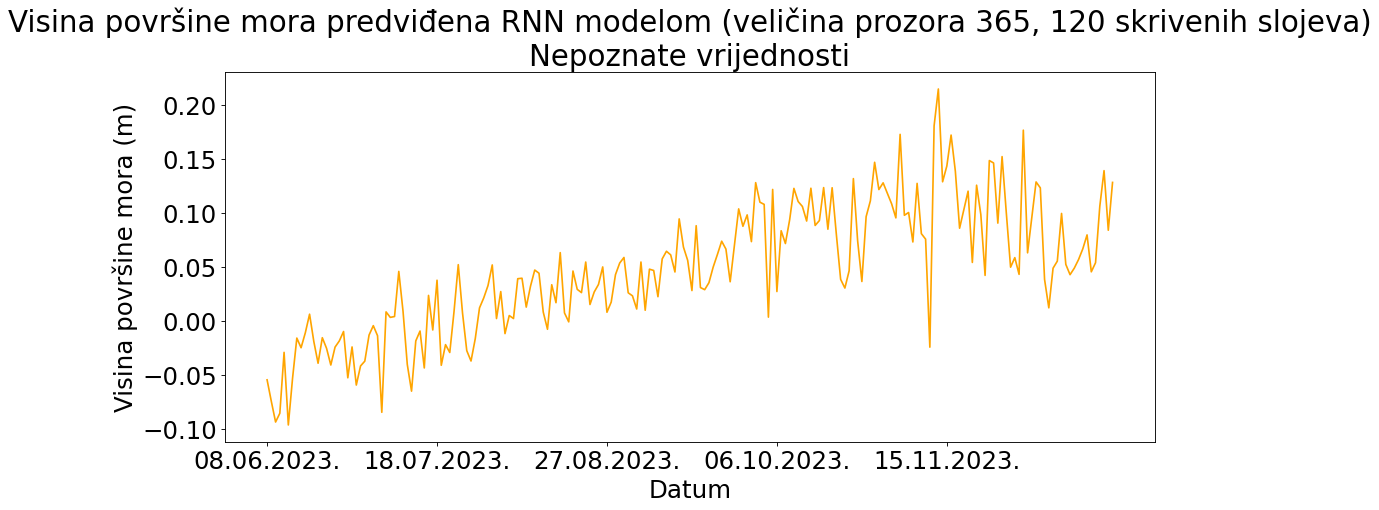 Visina površine mora predviđena RNN modelom (veličina prozora 365, 120 skrivenih slojeva)
Nepoznate vrijednosti
Visina površine mora (m)
0.20
0.15
0.10
0.05
0.00
−0.05
−0.10
08.06.2023. 18.07.2023. 27.08.2023. 06.10.2023. 15.11.2023.
Datum